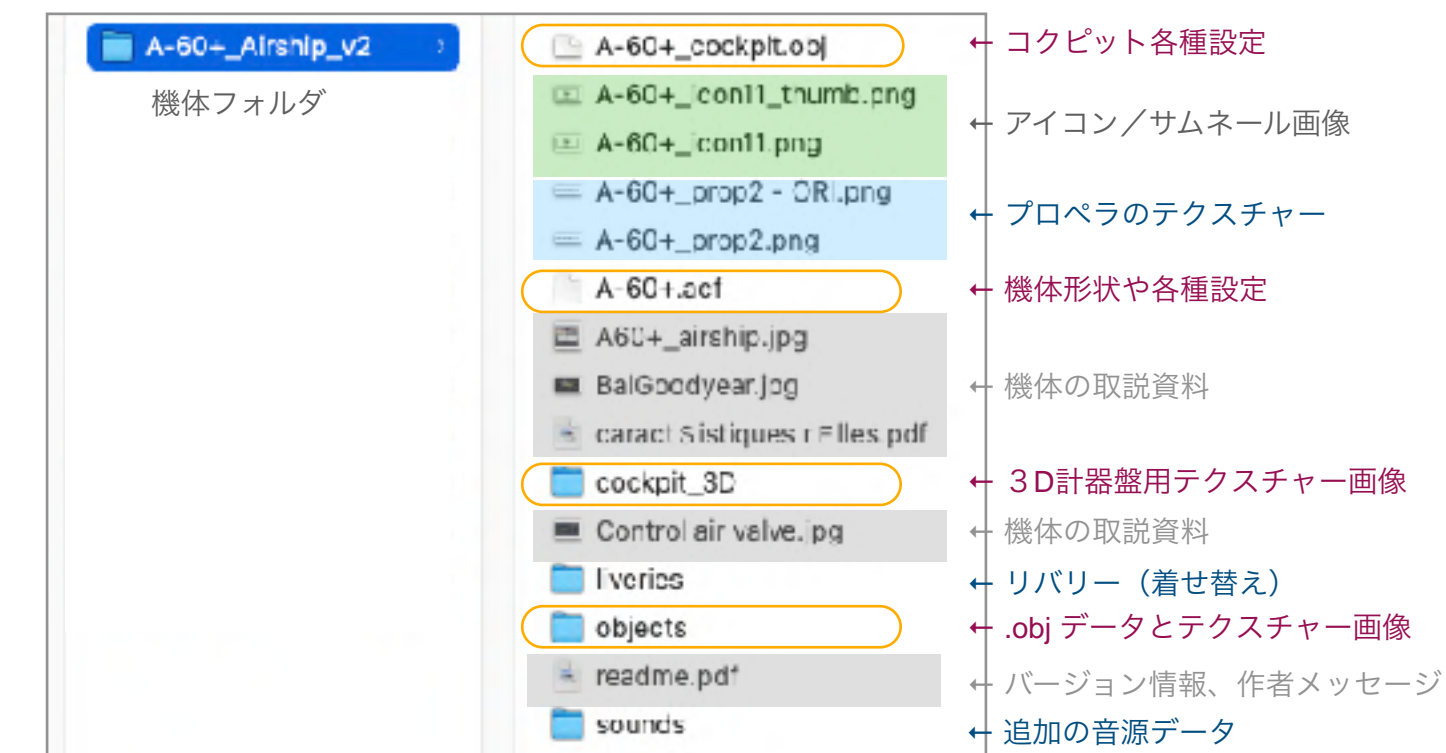 A-60+_Airship_v2
機体フォルダ
A-60+_cockpit.obj
← コクピット各種設定
A-60+_icon11_thumb.png
A-60+_icon11.png
← アイコン／サムネール画像
A-60+_prop2 - ORI.png
A-60+_prop2.png
← プロペラのテクスチャー
A-60+.acf
← 機体形状や各種設定
A60+_airship.jpg
BalGoodyear.jpg
← 機体の取説資料
cockpit_3D
← ３D計器盤用テクスチャー画像
Control air valve.jpg
← 機体の取説資料
liveries
← リバリー（着せ替え）
objects
← .obj データとテクスチャー画像
readme.pdf
← バージョン情報、作者メッセージ
sounds
← 追加の音源データ